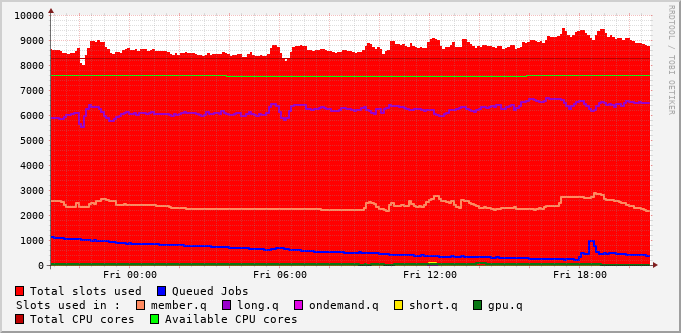 10000
9000
8000
7000
6000
5000
4000
3000
2000
1000
0
Fri 00:00 Fri 06:00 Fri 12:00 Fri 18:00
RRDTOOL / TOBI OETIKER
Total slots used Queued Jobs
Slots used in : member.q long.q ondemand.q short.q gpu.q
Total CPU cores Available CPU cores